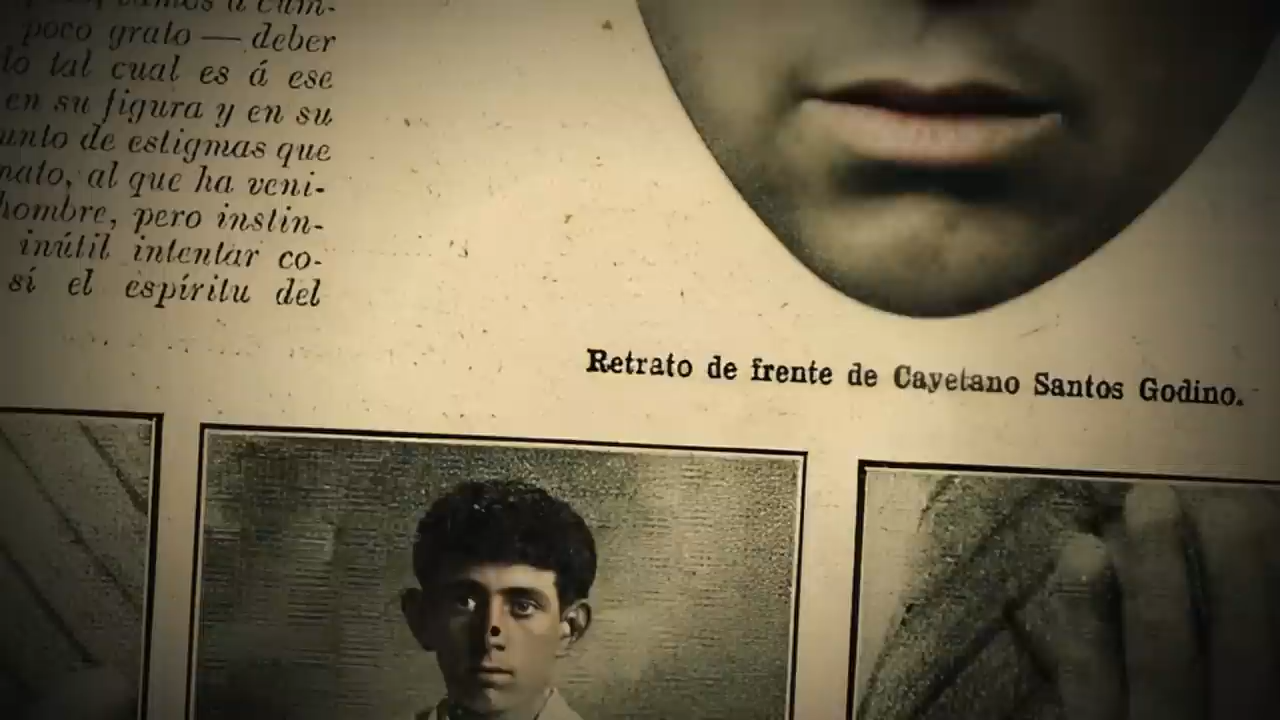 poco grato — deber
lo tal cual es á ese
en su figura y en su
unto de estigmas que
nato, al que ha veni-
hombre, pero instin-
inútil intentar co-
sí el espíritu del
Retrato de frente de Cayetano Santos Godino.